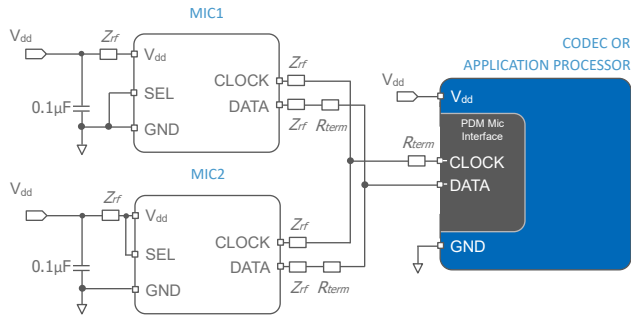 MIC1
Vdd
Zrf
Vdd
SEL
GND
CLOCK
DATA
0.1µF
Zrf
Zrf
Rterm
MIC2
Vdd
Zrf
Vdd
SEL
GND
CLOCK
DATA
0.1µF
Zrf
Zrf
Rterm
CODEC OR
APPLICATION PROCESSOR
Vdd
Vdd
PDM Mic
Interface
Rterm
CLOCK
DATA
GND